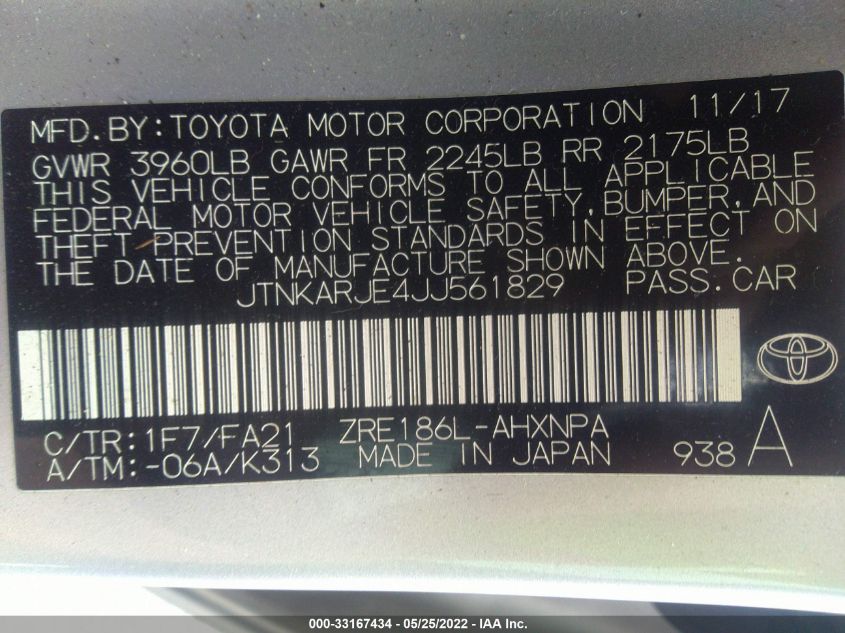 MFD.BY:TOYOTA MOTOR CORPORATION 11/17
GVWR 3960LB GAWR FR 2245LB RR 2175LB
THIS VEHICLE CONFORMS TO ALL APPLICABLE
FEDERAL MOTOR VEHICLE SAFETY,BUMPER,AND
THEFT PREVENTION STANDARDS IN EFFECT ON
THE DATE OF MANUFACTURE SHOWN ABOVE.
JTNKARJE4JJ561829 PASS.CAR
C/TR:1F7/FA21 ZRE186L-AHXNPA
A/TM:-06A/K313 MADE IN JAPAN 938 A
000-33167434 - 05/25/2022 - IAA Inc.